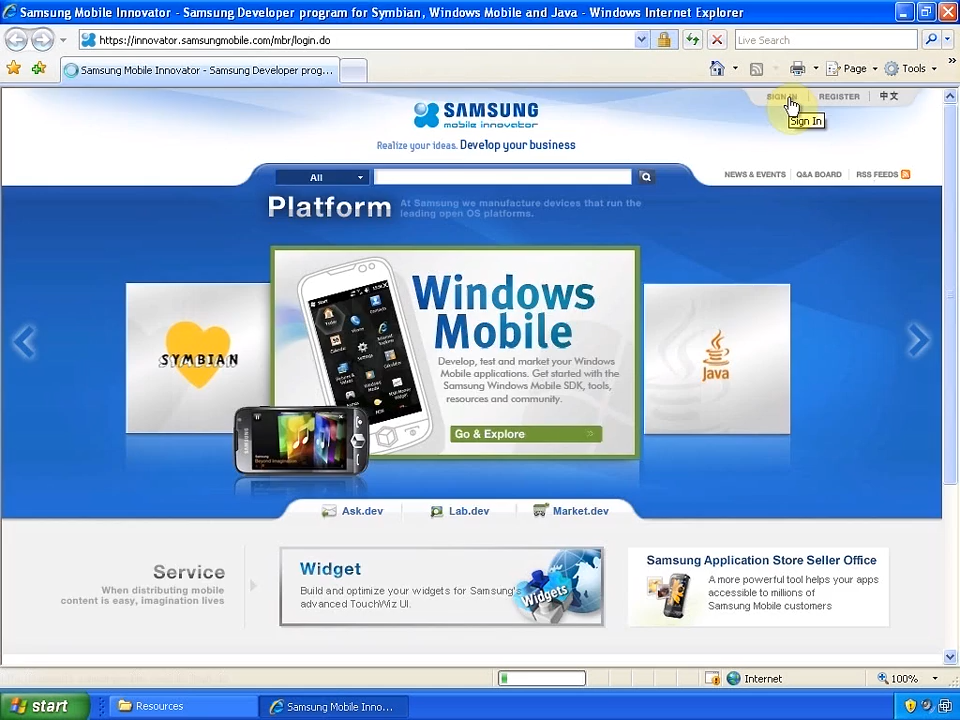 Samsung Mobile Innovator - Samsung Developer program for Symbian, Windows Mobile and Java - Windows Internet Explorer
https://innovator.samsungmobile.com/mbr/login.do
Live Search
Samsung Mobile Innovator - Samsung Developer prog...
Page
Tools
SIGN IN
REGISTER
中文
Sign In
SAMSUNG
mobile innovator
Realize your ideas. Develop your business
All
NEWS & EVENTS
Q&A BOARD
RSS FEEDS
Platform
At Samsung we manufacture devices that run the
leading open OS platforms.
SYMBIAN
Windows
Mobile
Develop, test and market your Windows
Mobile applications. Get started with the
Samsung Windows Mobile SDK, tools,
resources and community.
Go & Explore
Java
Ask.dev
Lab.dev
Market.dev
Service
When distributing mobile
content is easy, imagination lives
Widget
Build and optimize your widgets for Samsung's
advanced TouchWiz UI.
Widgets
Samsung Application Store Seller Office
A more powerful tool helps your apps
accessible to millions of
Samsung Mobile customers
Internet
100%
start
Resources
Samsung Mobile Inno...